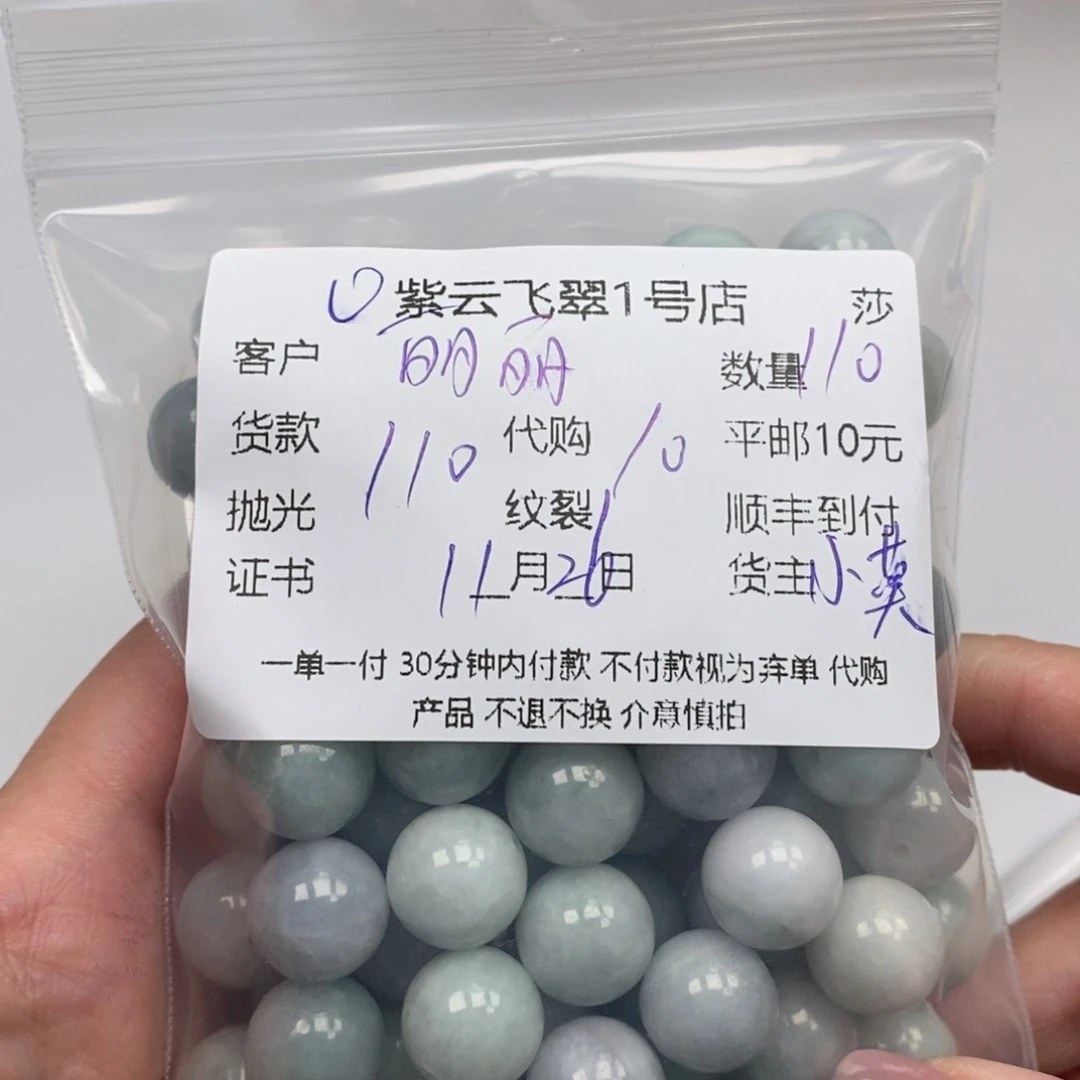 紫云飞翠1号店 莎
客户 萌萌 数量 110
货款 110 代购 10 平邮10元
抛光 纹裂 顺丰到付
证书 11月26日 货主 小莫
一单一付 30分钟内付款 不付款视为弃单 代购
产品 不退不换 介意慎拍